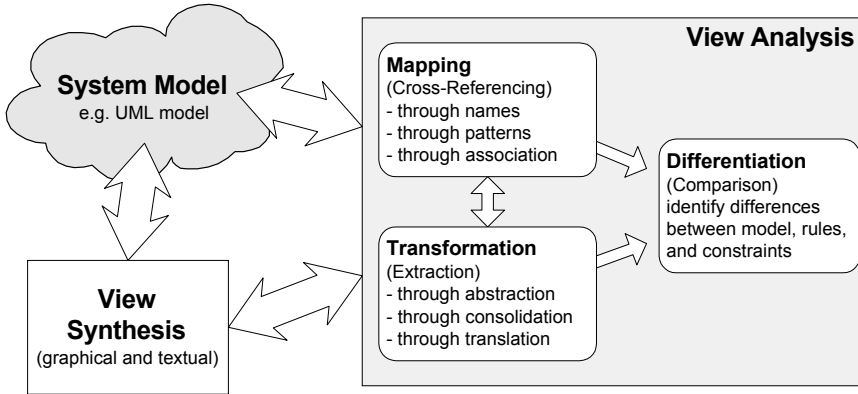 System Model
e.g. UML model
View
Synthesis
(graphical and textual)
View Analysis
Mapping
(Cross-Referencing)
- through names
- through patterns
- through association
Transformation
(Extraction)
- through abstraction
- through consolidation
- through translation
Differentiation
(Comparison)
identify differences
between model, rules,
and constraints